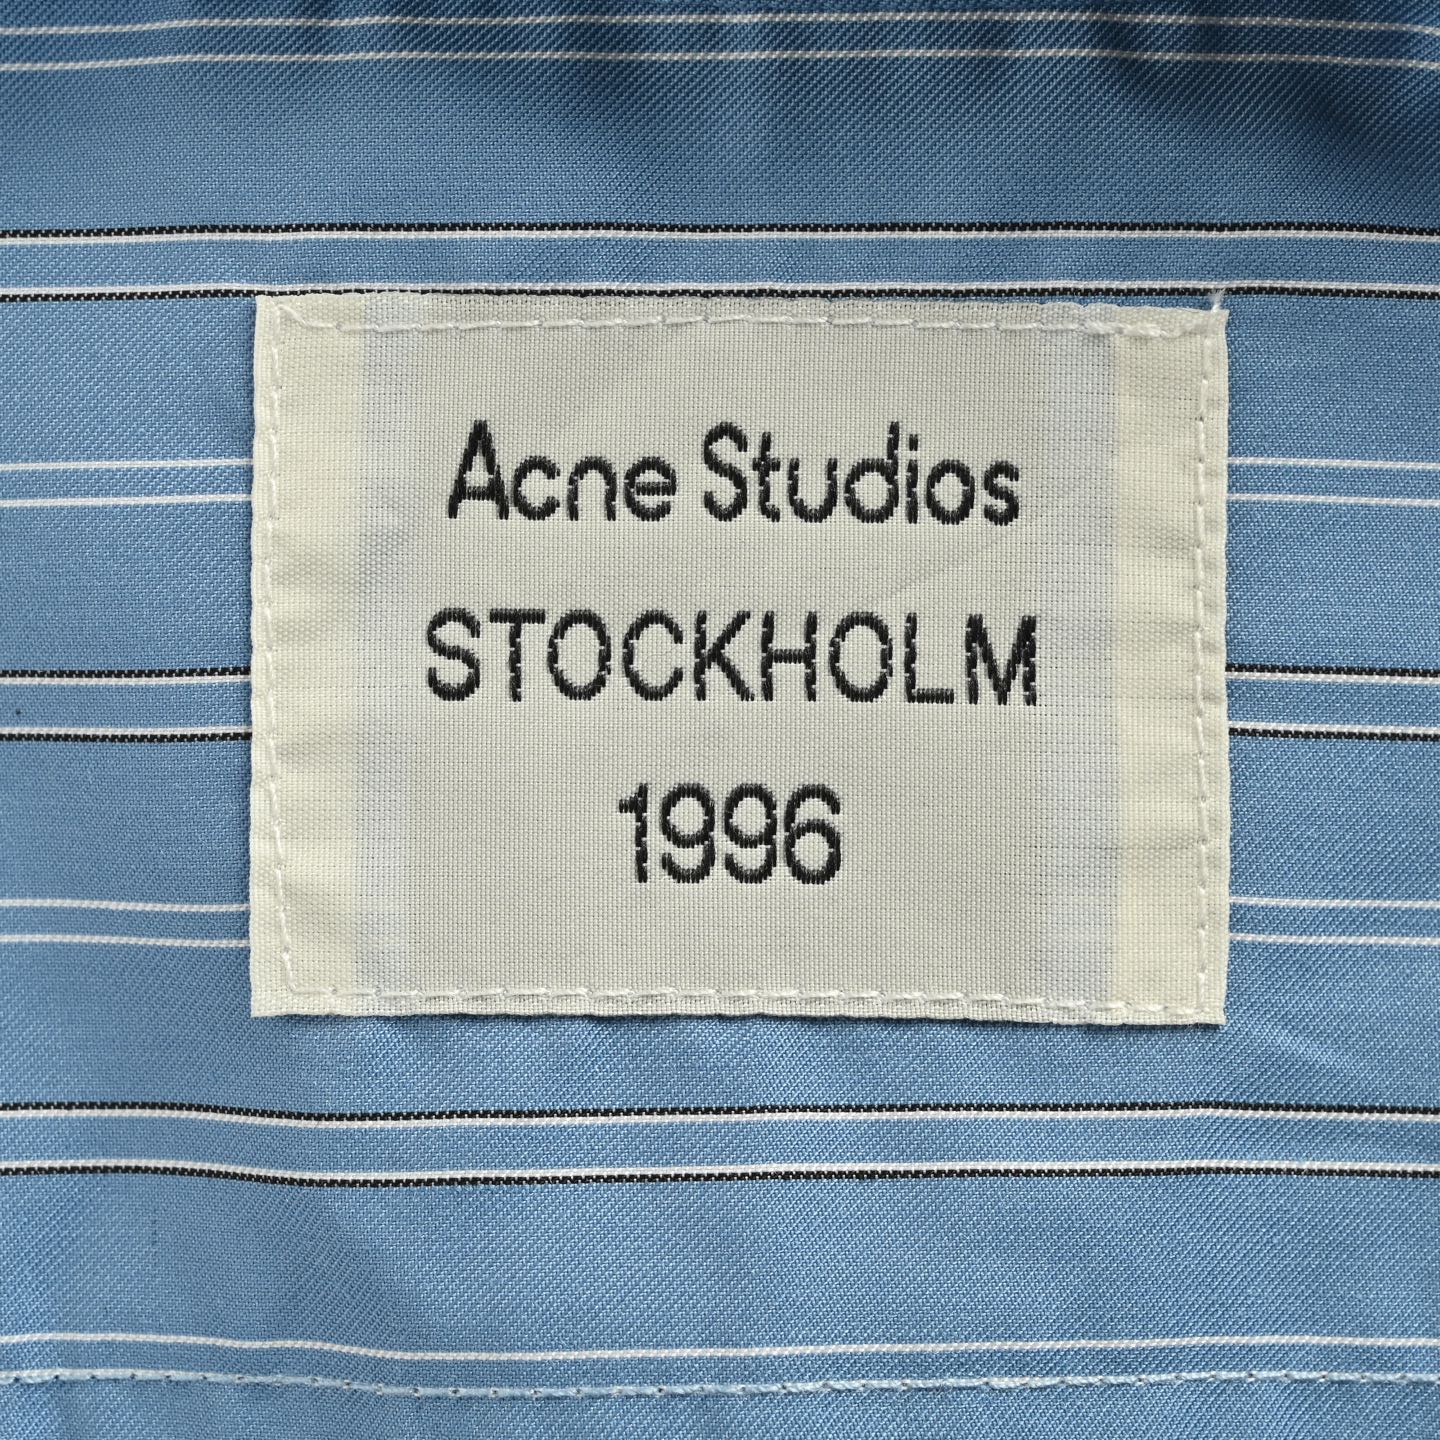 Acne Studios
STOCKHOLM
1996